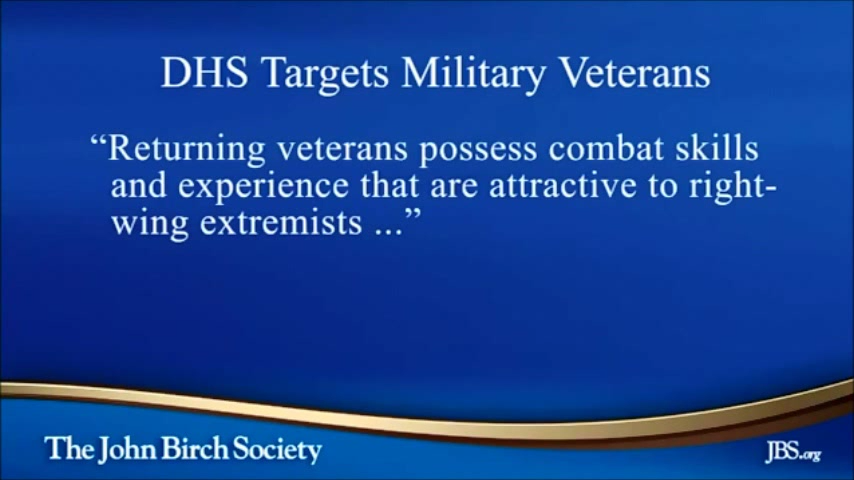 DHS Targets Military Veterans
“Returning veterans possess combat skills
and experience that are attractive to right-
wing extremists ...”
The John Birch Society
JBS.org